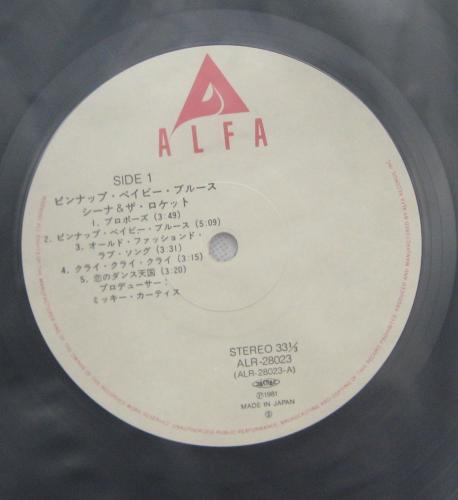 ALFA
SIDE 1
ピンナップ・ベイビー・ブルース
シーナ&ザ・ロケット
1. プロポーズ (3:49)
2. ピンナップ・ベイビー・ブルース (5:09)
3. オールド・ファッションド・
ラブ・ソング (3:31)
4. クライ・クライ・クライ (3:15)
5. 恋のダンス天国 (3:20)
プロデューサー:
ミッキー・カーティス
STEREO 33⅓
ALR-28023
(ALR-28023-A)
Ⓟ1981
MADE IN JAPAN